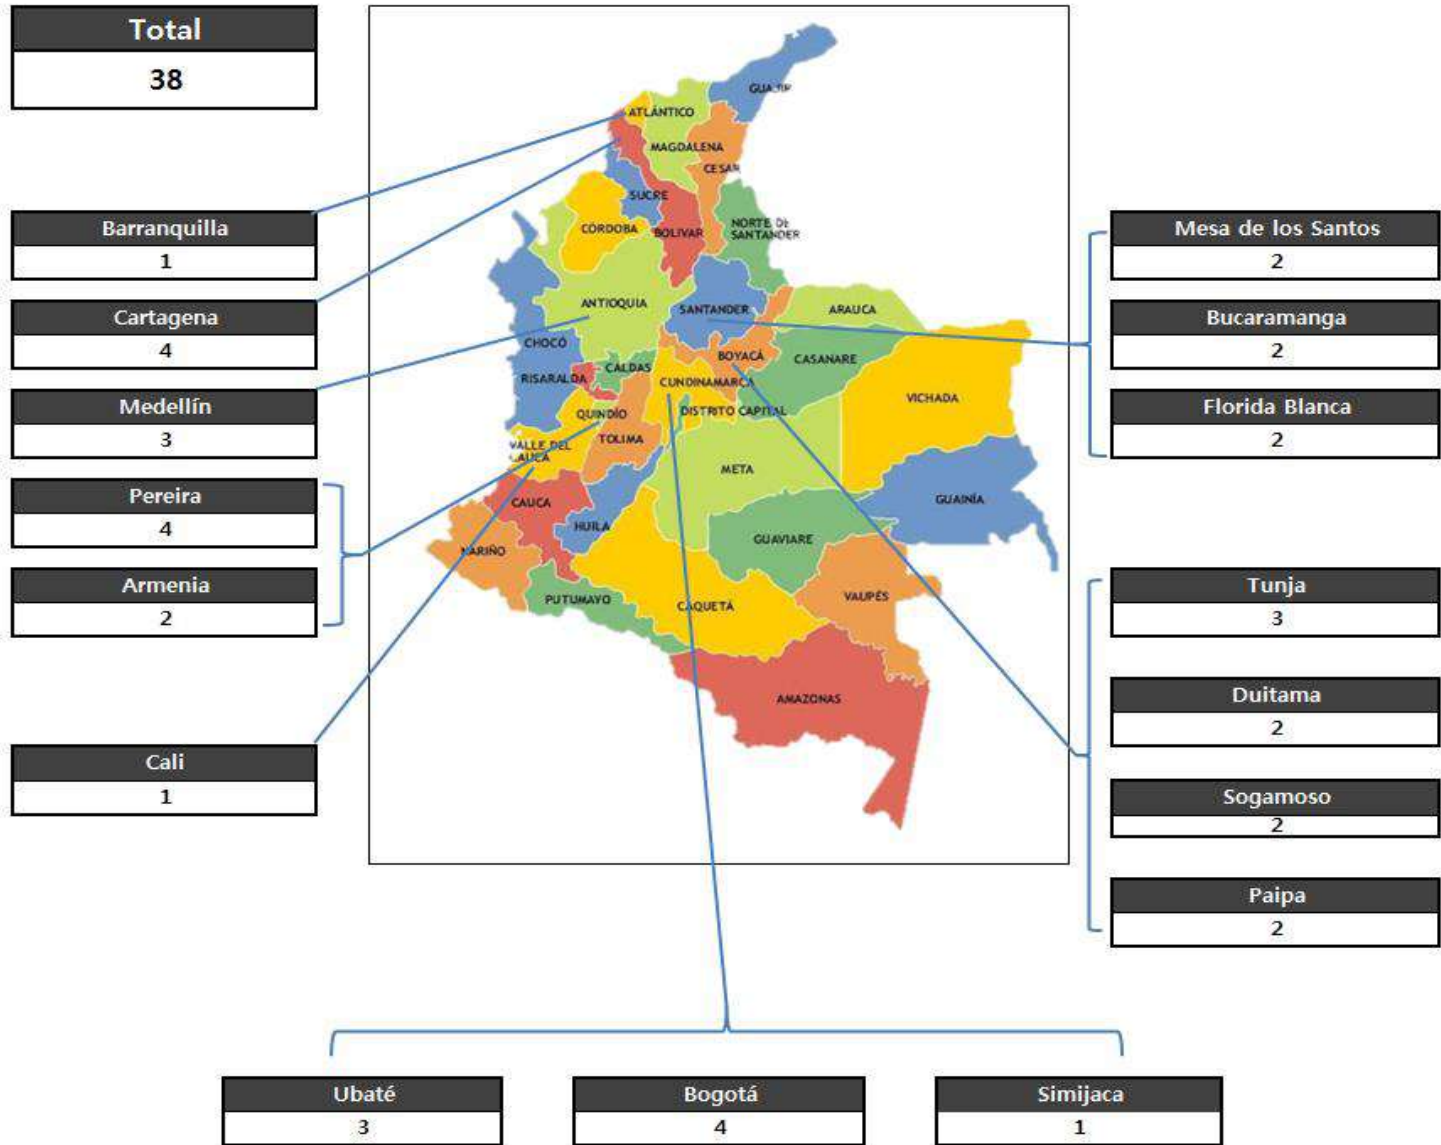 Total
38
Barranquilla
1
Cartagena
4
Medellín
3
Pereira
4
Armenia
2
Cali
1
ATLÁNTICO
MAGDALENA
CESAR
SUCRE
CÓRDOBA
BOLIVAR
NORTE DE
SANTANDER
ANTIOQUIA
SANTANDER
ARAUCA
CHOCÓ
BOYACÁ
CASANARE
RISARALDA
CALDAS
CUNDINAMARCA
VICHADA
QUINDÍO
DISTRITO CAPITAL
TOLIMA
VALLE DEL
CAUCA
META
CAUCA
GUAINÍA
HUILA
GUAVIARE
NARIÑO
PUTUMAYO
CAQUETÁ
VAUPÉS
AMAZONAS
Mesa de los Santos
2
Bucaramanga
2
Florida Blanca
2
Tunja
3
Duitama
2
Sogamoso
2
Paipa
2
Ubaté
3
Bogotá
4
Simijaca
1